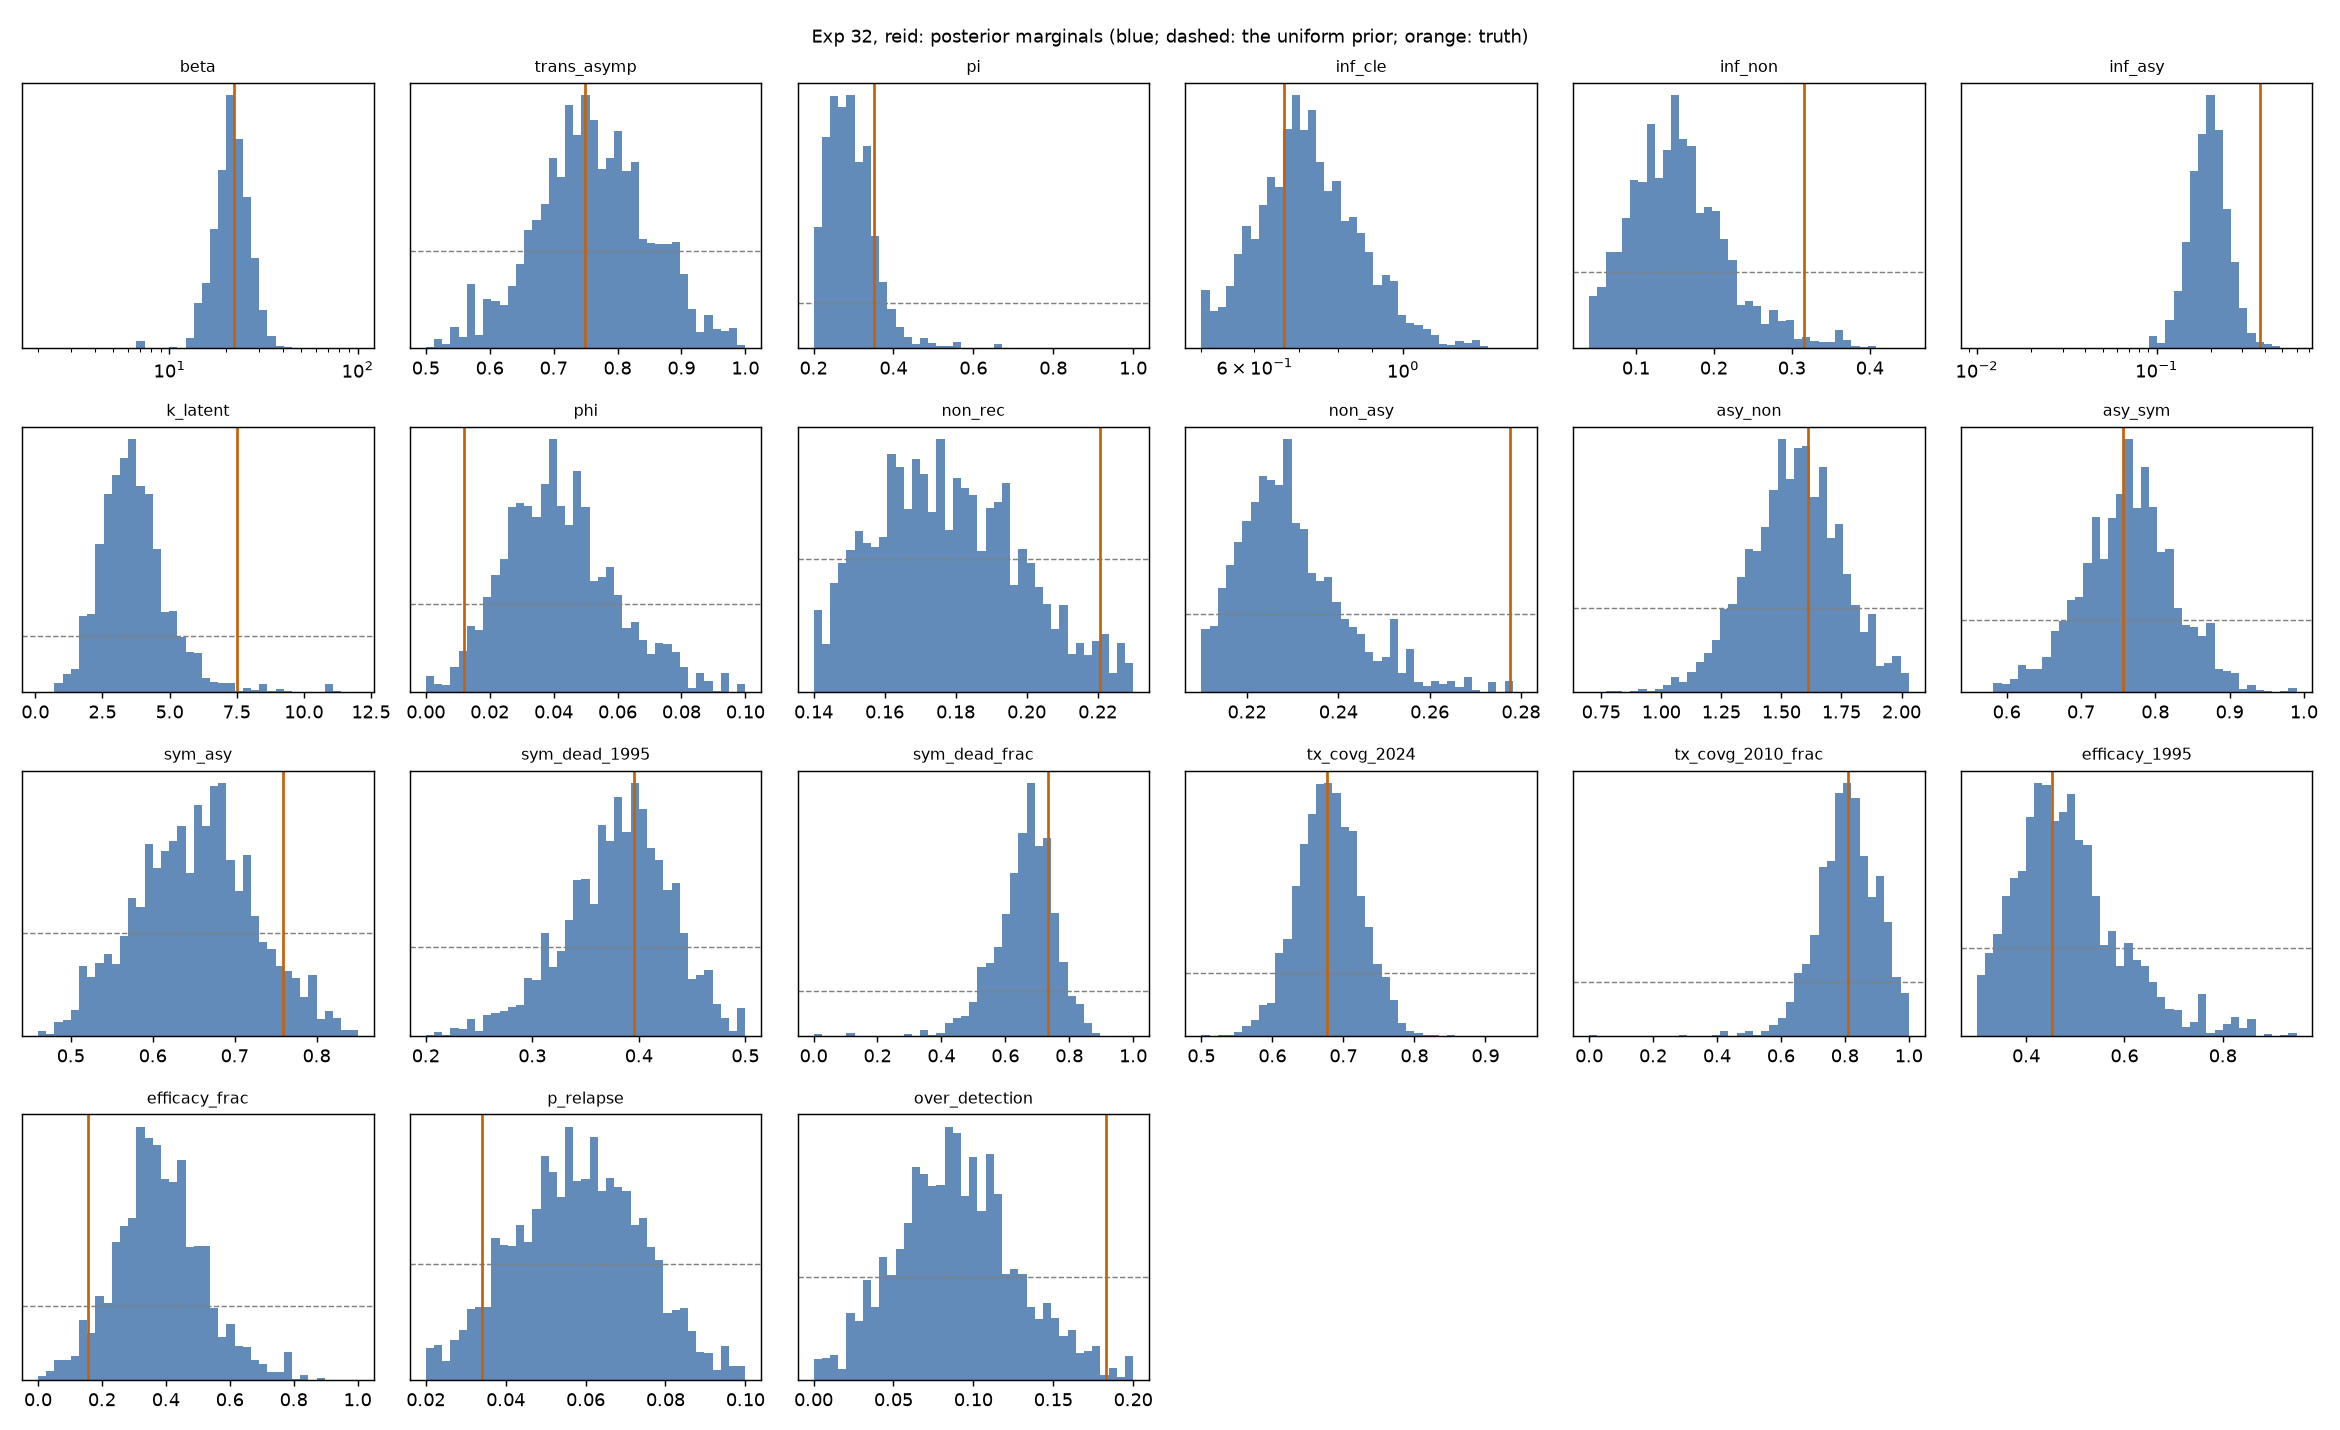 Exp 32, reid: posterior marginals (blue; dashed: the uniform prior; orange: truth)
beta trans_asymp pi inf_cle inf_non inf_asy
10¹ 10² 0.5 0.6 0.7 0.8 0.9 1.0 0.2 0.4 0.6 0.8 1.0 6 × 10⁻¹ 10⁰ 0.1 0.2 0.3 0.4 10⁻² 10⁻¹
k_latent phi non_rec non_asy asy_non asy_sym
0.0 2.5 5.0 7.5 10.0 12.5 0.00 0.02 0.04 0.06 0.08 0.10 0.14 0.16 0.18 0.20 0.22 0.22 0.24 0.26 0.28 0.75 1.00 1.25 1.50 1.75 2.00 0.6 0.7 0.8 0.9 1.0
sym_asy sym_dead_1995 sym_dead_frac tx_covg_2024 tx_covg_2010_frac efficacy_1995
0.5 0.6 0.7 0.8 0.2 0.3 0.4 0.5 0.0 0.2 0.4 0.6 0.8 1.0 0.5 0.6 0.7 0.8 0.9 0.0 0.2 0.4 0.6 0.8 1.0 0.4 0.6 0.8
efficacy_frac p_relapse over_detection
0.0 0.2 0.4 0.6 0.8 1.0 0.02 0.04 0.06 0.08 0.10 0.00 0.05 0.10 0.15 0.20